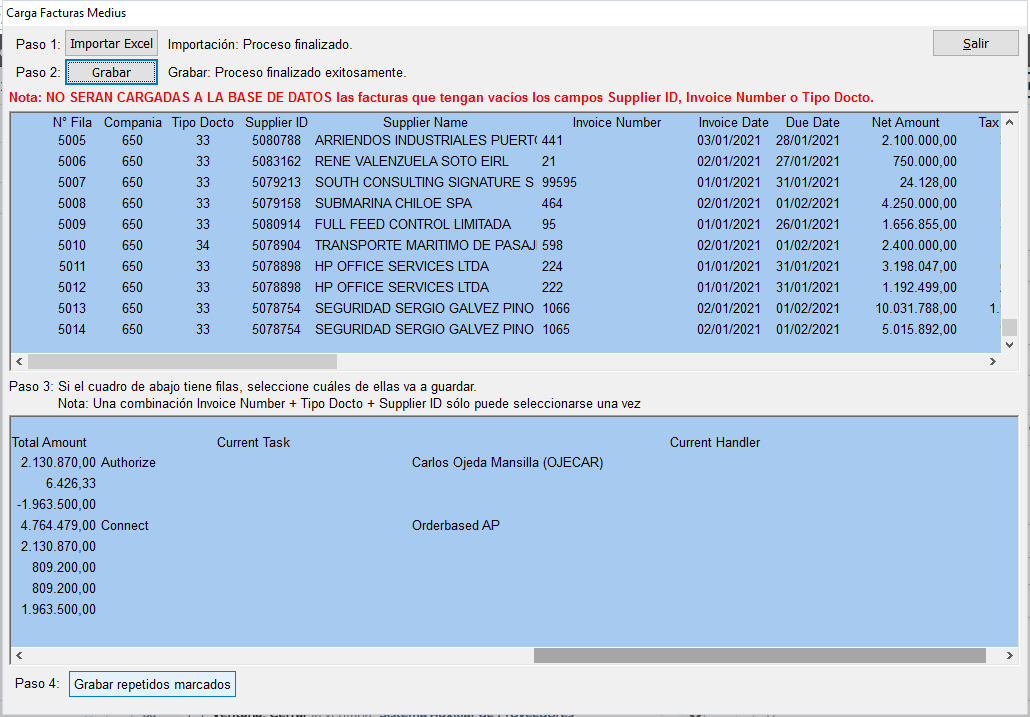 Carga Facturas Medius
Paso 1: Importar Excel Importación: Proceso finalizado. Salir
Paso 2: Grabar Grabar: Proceso finalizado exitosamente.
Nota: NO SERAN CARGADAS A LA BASE DE DATOS las facturas que tengan vacíos los campos Supplier ID, Invoice Number o Tipo Docto.
N° Fila Compania Tipo Docto Supplier ID Supplier Name Invoice Number Invoice Date Due Date Net Amount Tax
5005 650 33 5080788 ARRIENDOS INDUSTRIALES PUERT 441 03/01/2021 28/01/2021 2.100.000,00
5006 650 33 5083162 RENE VALENZUELA SOTO EIRL 21 02/01/2021 27/01/2021 750.000,00
5007 650 33 5079213 SOUTH CONSULTING SIGNATURE S 99595 01/01/2021 31/01/2021 24.128,00
5008 650 33 5079158 SUBMARINA CHILOE SPA 464 02/01/2021 01/02/2021 4.250.000,00
5009 650 33 5080914 FULL FEED CONTROL LIMITADA 95 01/01/2021 26/01/2021 1.656.855,00
5010 650 34 5078904 TRANSPORTE MARITIMO DE PASAJ 598 02/01/2021 01/02/2021 2.400.000,00
5011 650 33 5078898 HP OFFICE SERVICES LTDA 224 01/01/2021 31/01/2021 3.198.047,00
5012 650 33 5078898 HP OFFICE SERVICES LTDA 222 01/01/2021 31/01/2021 1.192.499,00
5013 650 33 5078754 SEGURIDAD SERGIO GALVEZ PINO 1066 02/01/2021 01/02/2021 10.031.788,00 1.
5014 650 33 5078754 SEGURIDAD SERGIO GALVEZ PINO 1065 02/01/2021 01/02/2021 5.015.892,00
Paso 3: Si el cuadro de abajo tiene filas, seleccione cuáles de ellas va a guardar.
Nota: Una combinación Invoice Number + Tipo Docto + Supplier ID sólo puede seleccionarse una vez
Total Amount Current Task Current Handler
2.130.870,00 Authorize Carlos Ojeda Mansilla (OJECAR)
6.426,33
-1.963.500,00
4.764.479,00 Connect Orderbased AP
2.130.870,00
809.200,00
809.200,00
1.963.500,00
Paso 4: Grabar repetidos marcados